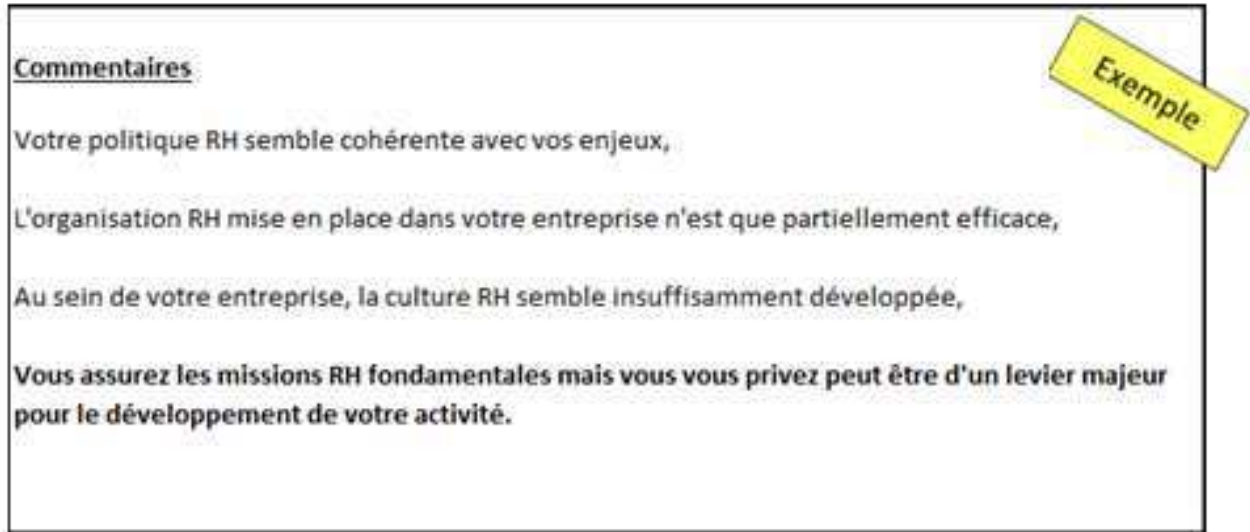 Commentaires
Exemple
Votre politique RH semble cohérente avec vos enjeux,
L'organisation RH mise en place dans votre entreprise n'est que partiellement efficace,
Au sein de votre entreprise, la culture RH semble insuffisamment développée,
Vous assurez les missions RH fondamentales mais vous vous privez peut être d'un levier majeur
pour le développement de votre activité.